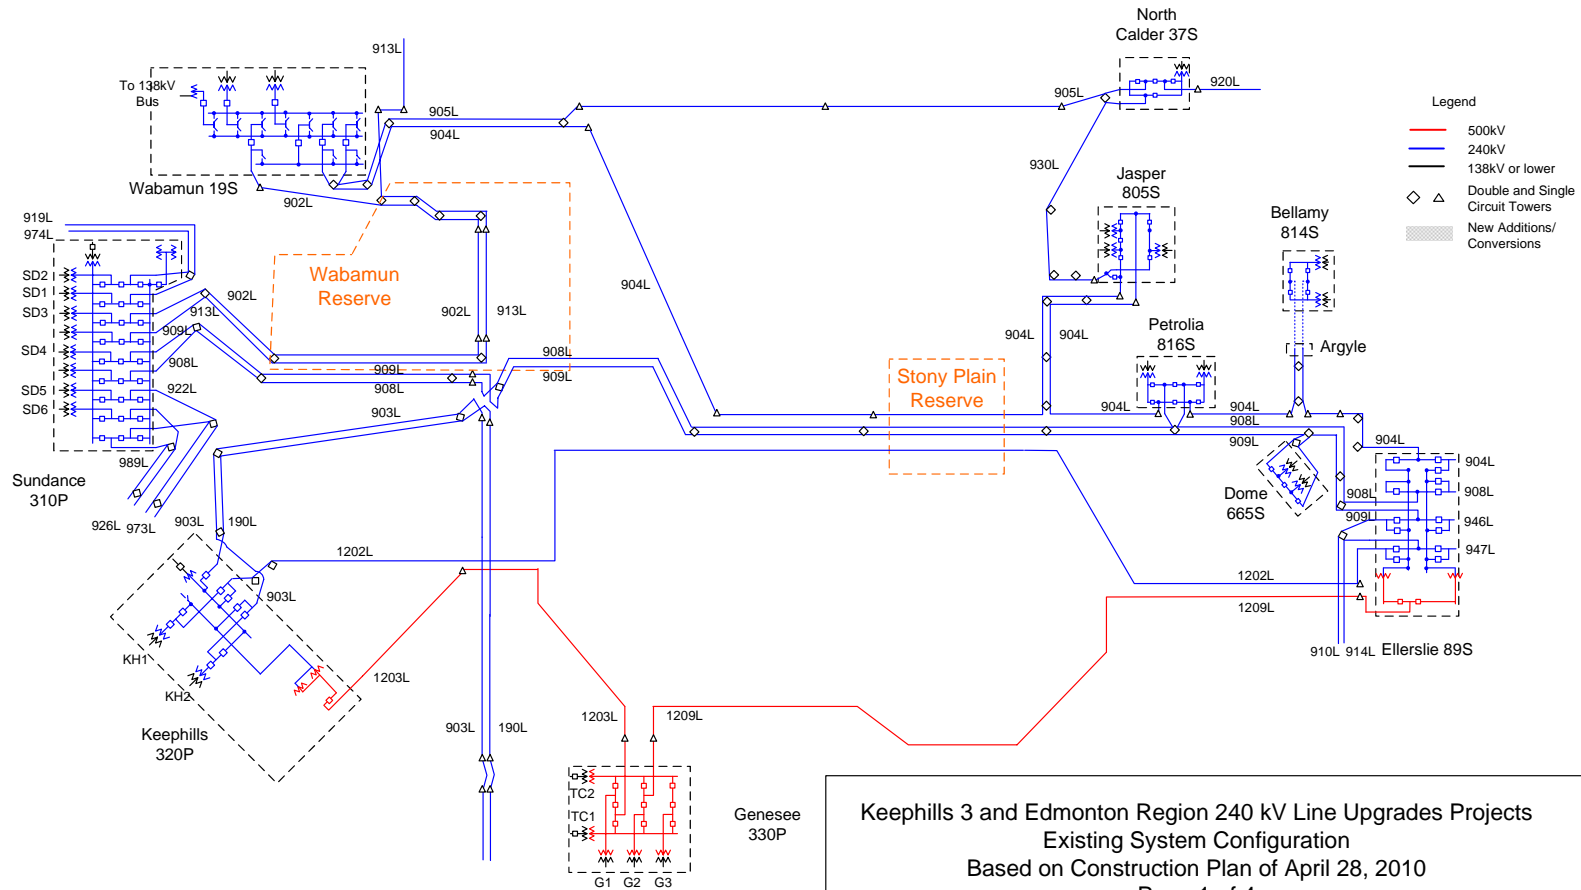 North
Calder 37S
913L
To 138kV
Bus
905L
905L
920L
904L
Legend
500kV
240kV
138kV or lower
Double and Single
Circuit Towers
New Additions/
Conversions
930L
Jasper
805S
Wabamun 19S
902L
Bellamy
814S
919L
974L
SD2
SD1
SD3
SD4
SD5
SD6
902L
913L
909L
908L
922L
Wabamun
Reserve
904L
902L
913L
904L
904L
Petrolia
816S
Argyle
908L
909L
909L
908L
Stony Plain
Reserve
903L
904L
904L
908L
909L
904L
904L
908L
946L
947L
908L
909L
Dome
665S
989L
Sundance
310P
926L
973L
903L
190L
1202L
903L
1202L
1209L
910L
914L
Ellerslie 89S
KH1
KH2
1203L
Keephills
320P
903L
190L
1203L
1209L
TC2
TC1
G1
G2
G3
Genesee
330P
Keephills 3 and Edmonton Region 240 kV Line Upgrades Projects
Existing System Configuration
Based on Construction Plan of April 28, 2010